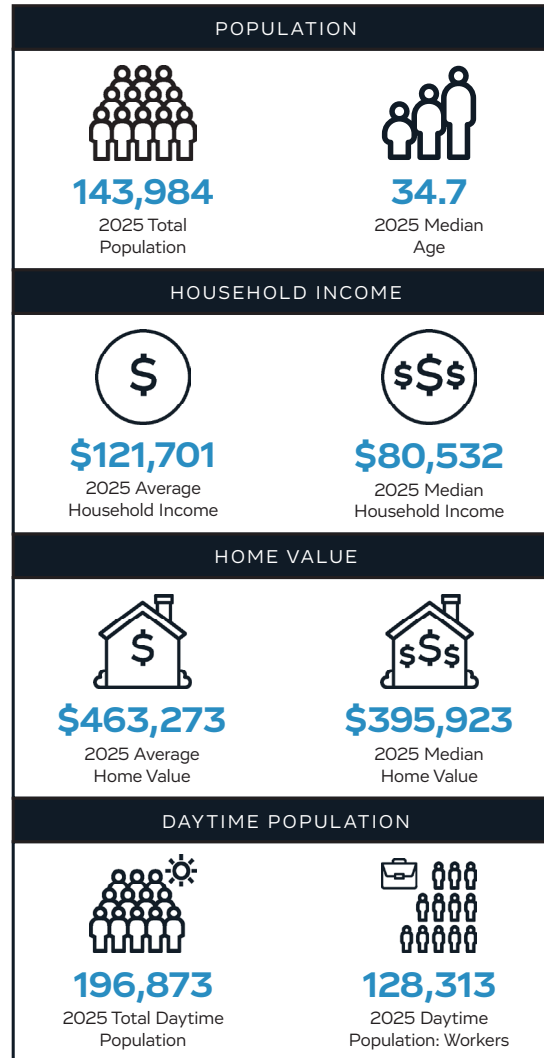 POPULATION
143,984
2025 Total
Population
34.7
2025 Median
Age
HOUSEHOLD INCOME
$
$121,701
2025 Average
Household Income
$$$
$80,532
2025 Median
Household Income
HOME VALUE
$
$463,273
2025 Average
Home Value
$$$
$395,923
2025 Median
Home Value
DAYTIME POPULATION
196,873
2025 Total Daytime
Population
128,313
2025 Daytime
Population: Workers